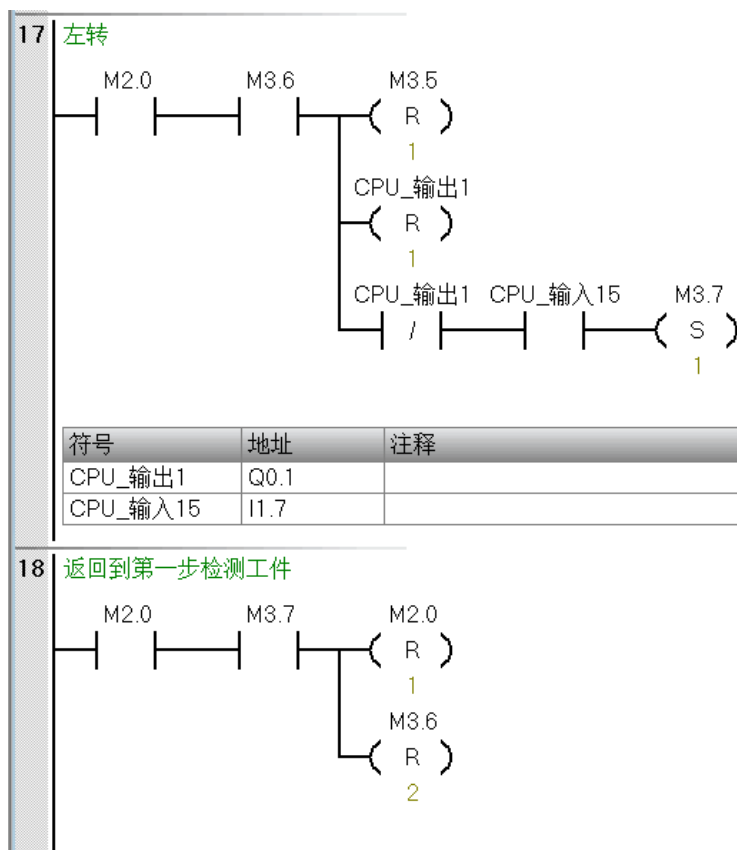 17 左转
M2.0 M3.6 M3.5
R
1
CPU_输出1
R
1
CPU_输出1 CPU_输入15 M3.7
/ S
1
符号 地址 注释
CPU_输出1 Q0.1
CPU_输入15 I1.7
18 返回到第一步检测工件
M2.0 M3.7 M2.0
R
1
M3.6
R
2